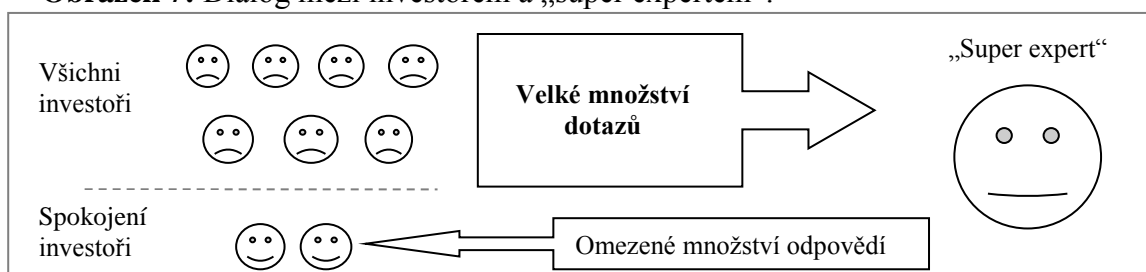 Obrázek 7: Dialog mezi investorem a „super expertem“.
Všichni
investoři
Velké množství
dotazů
„Super expert“
Spokojení
investoři
Omezené množství odpovědí